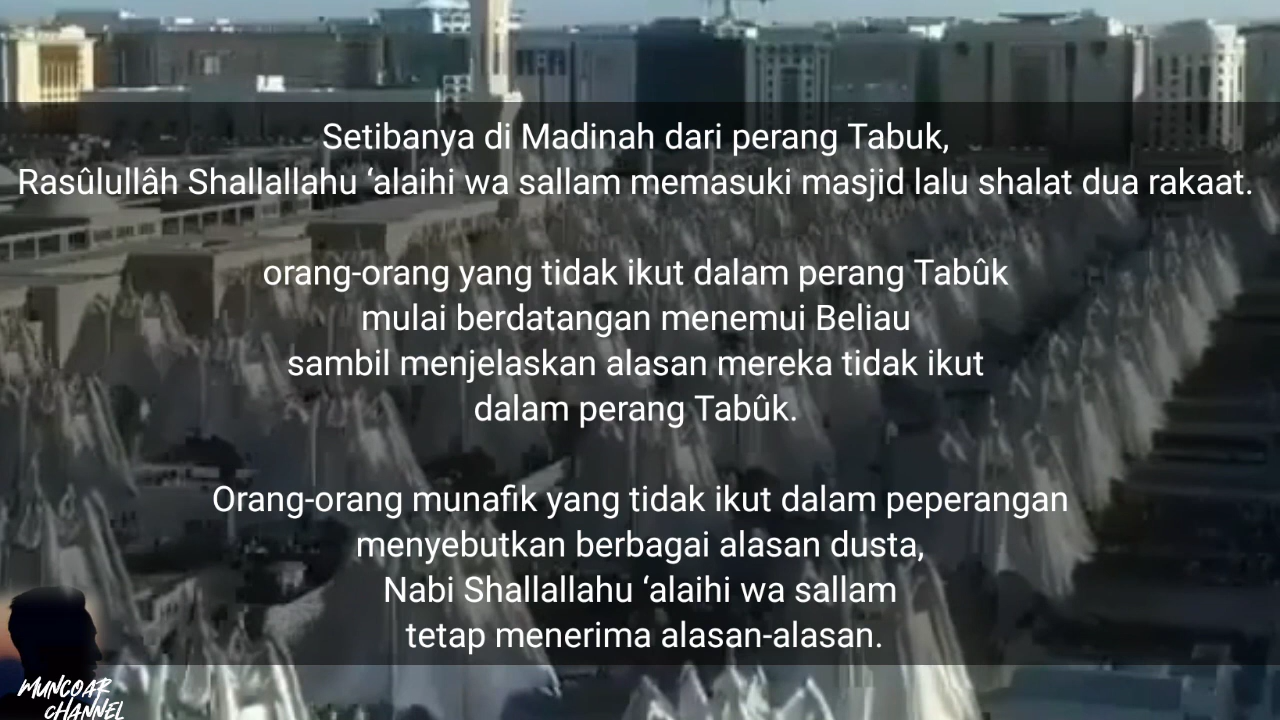 Setibanya di Madinah dari perang Tabuk,
Rasûlullâh Shallallahu ‘alaihi wa sallam memasuki masjid lalu shalat dua rakaat.
orang-orang yang tidak ikut dalam perang Tabûk
mulai berdatangan menemui Beliau
sambil menjelaskan alasan mereka tidak ikut
dalam perang Tabûk.
Orang-orang munafik yang tidak ikut dalam peperangan
menyebutkan berbagai alasan dusta,
Nabi Shallallahu ‘alaihi wa sallam
tetap menerima alasan-alasan.
MUNCOAR
CHANNEL